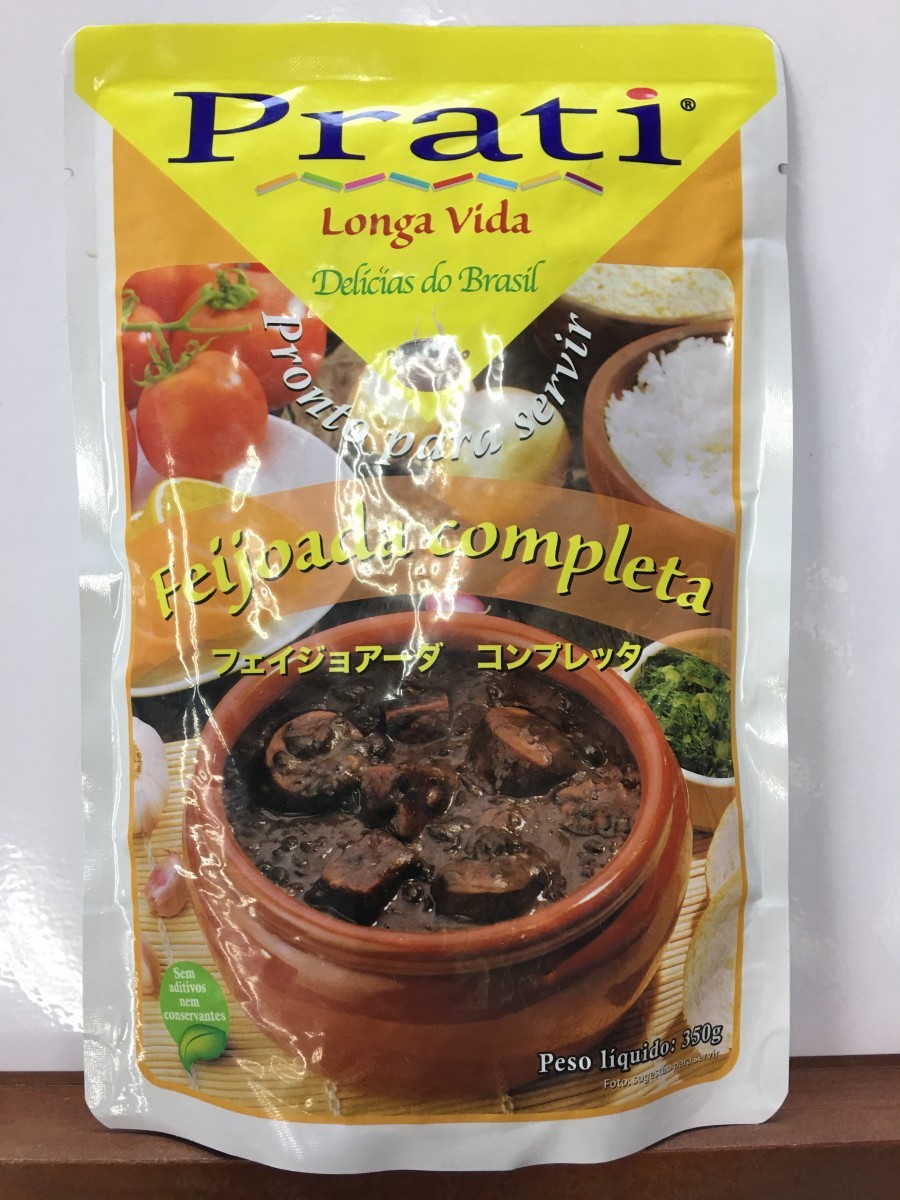 Prati®
Longa Vida
Delícias do Brasil
Pronto para servir
Feijoada completa
フェイジョアーダ コンプレッタ
Sem
aditivos
nem
conservantes
Peso líquido: 350g
Foto: sugestão para Servir